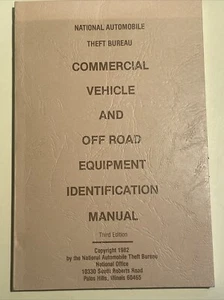 NATIONAL AUTOMOBILE
THEFT BUREAU
COMMERCIAL
VEHICLE
AND
OFF ROAD
EQUIPMENT
IDENTIFICATION
MANUAL
Third Edition
Copyright 1982
by the National Automobile Theft Bureau
National Office
10330 South Roberts Road
Palos Hills, Illinois 60465